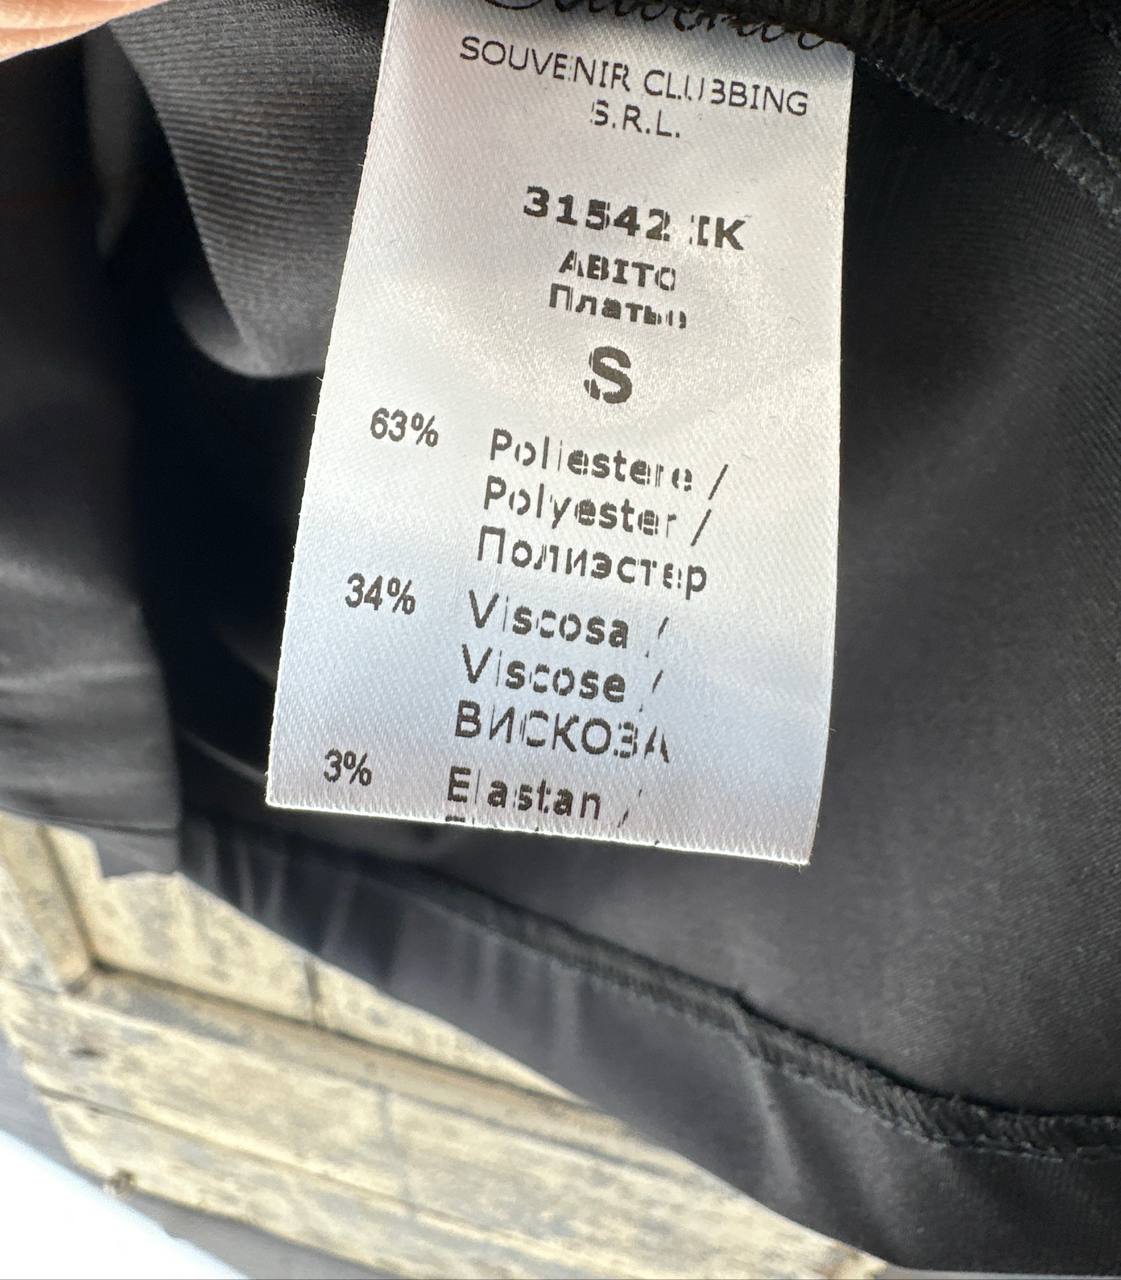 SOUVENIR CLUBBING
S.R.L.
31542 IK
ABITO
Платье
S
63% Poliestere /
Polyester /
Полиэстер
34% Viscosa /
Viscose /
ВИСКОЗА
3% Elastan /